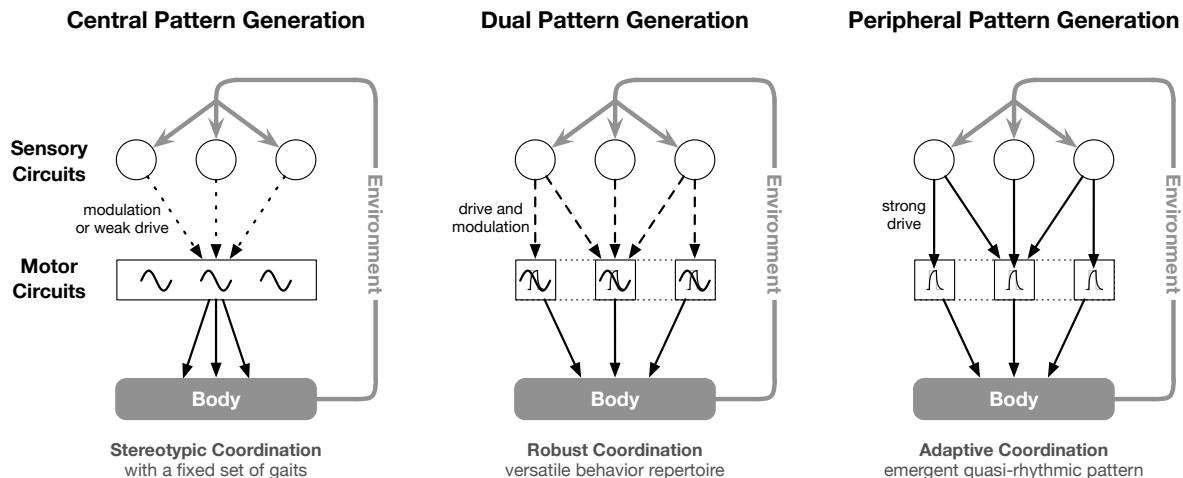 Central Pattern Generation
Sensory
Circuits
modulation
or weak drive
Motor
Circuits
Environment
Body
Stereotypic Coordination
with a fixed set of gaits
Dual Pattern Generation
drive and
modulation
Environment
Body
Robust Coordination
versatile behavior repertoire
Peripheral Pattern Generation
strong
drive
Environment
Body
Adaptive Coordination
emergent quasi-rhythmic pattern